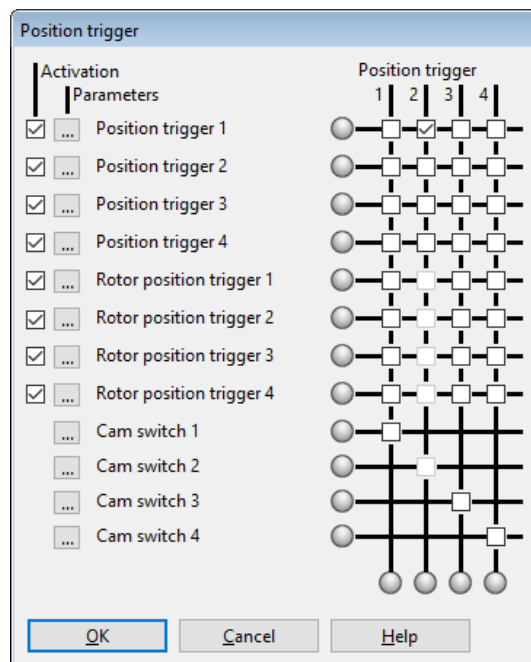 Position trigger
Activation
Parameters
Position trigger
1 2 3 4
... Position trigger 1
... Position trigger 2
... Position trigger 3
... Position trigger 4
... Rotor position trigger 1
... Rotor position trigger 2
... Rotor position trigger 3
... Rotor position trigger 4
... Cam switch 1
... Cam switch 2
... Cam switch 3
... Cam switch 4
OK Cancel Help